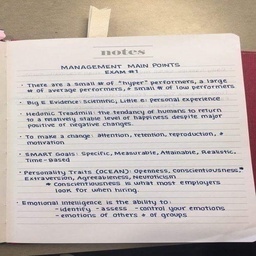 notes
MANAGEMENT MAIN POINTS
EXAM #1
· There are a small # of "hyper" performers, a large
# of average performers, + small # of low performers
· Big E Evidence: scientific, Little e: personal experience
· Hedonic Treadmill: the tendency of humans to return
to a relatively stable level of happiness despite major
positive or negative changes.
· To make a change: attention, retention, reproduction, +
motivation
· SMART Goals: Specific, Measurable, Attainable, Realistic,
Time-Based
· Personality Traits (OCEAN): Openness, Conscientiousness,*
Extraversion, Agreeableness, Neuroticism
* Conscientiousness is what most employers
look for when hiring.
· Emotional Intelligence is the ability to:
-identify -assess -control your emotions
-emotions of others + of groups